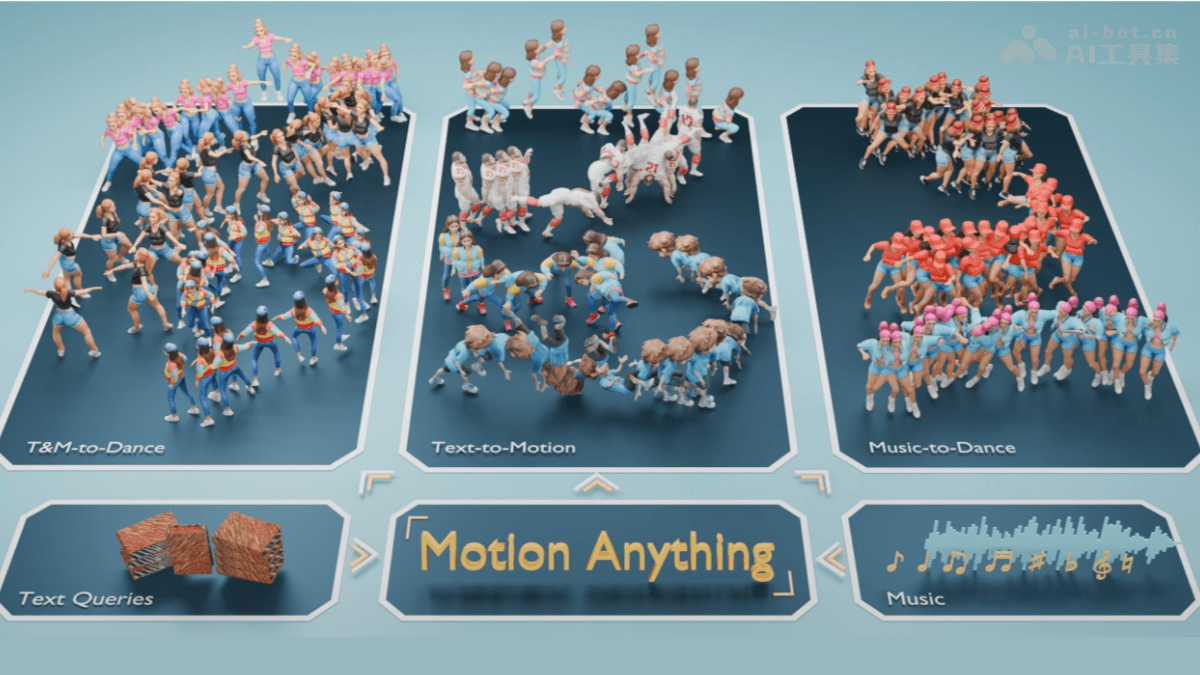 ai-bot.cn
AI工具集
T&M-to-Dance
Text-to-Motion
Music-to-Dance
Text Queries
Motion Anything
Music